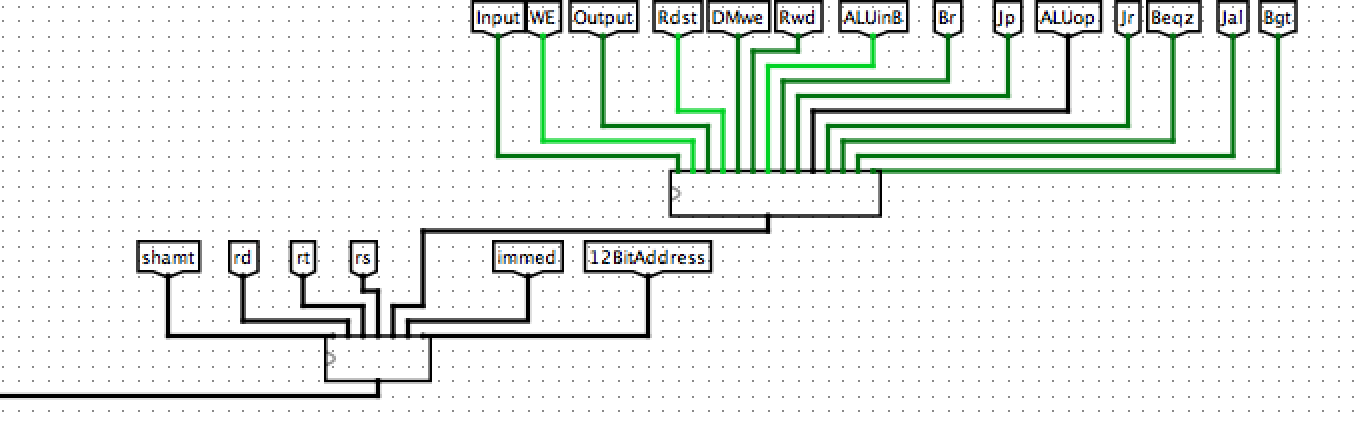 Input WE Output Rdst DMwe Rwd ALUinB Br Jp ALUop Jr Beqz Jal Bgt
shamt rd rt rs immed 12BitAddress